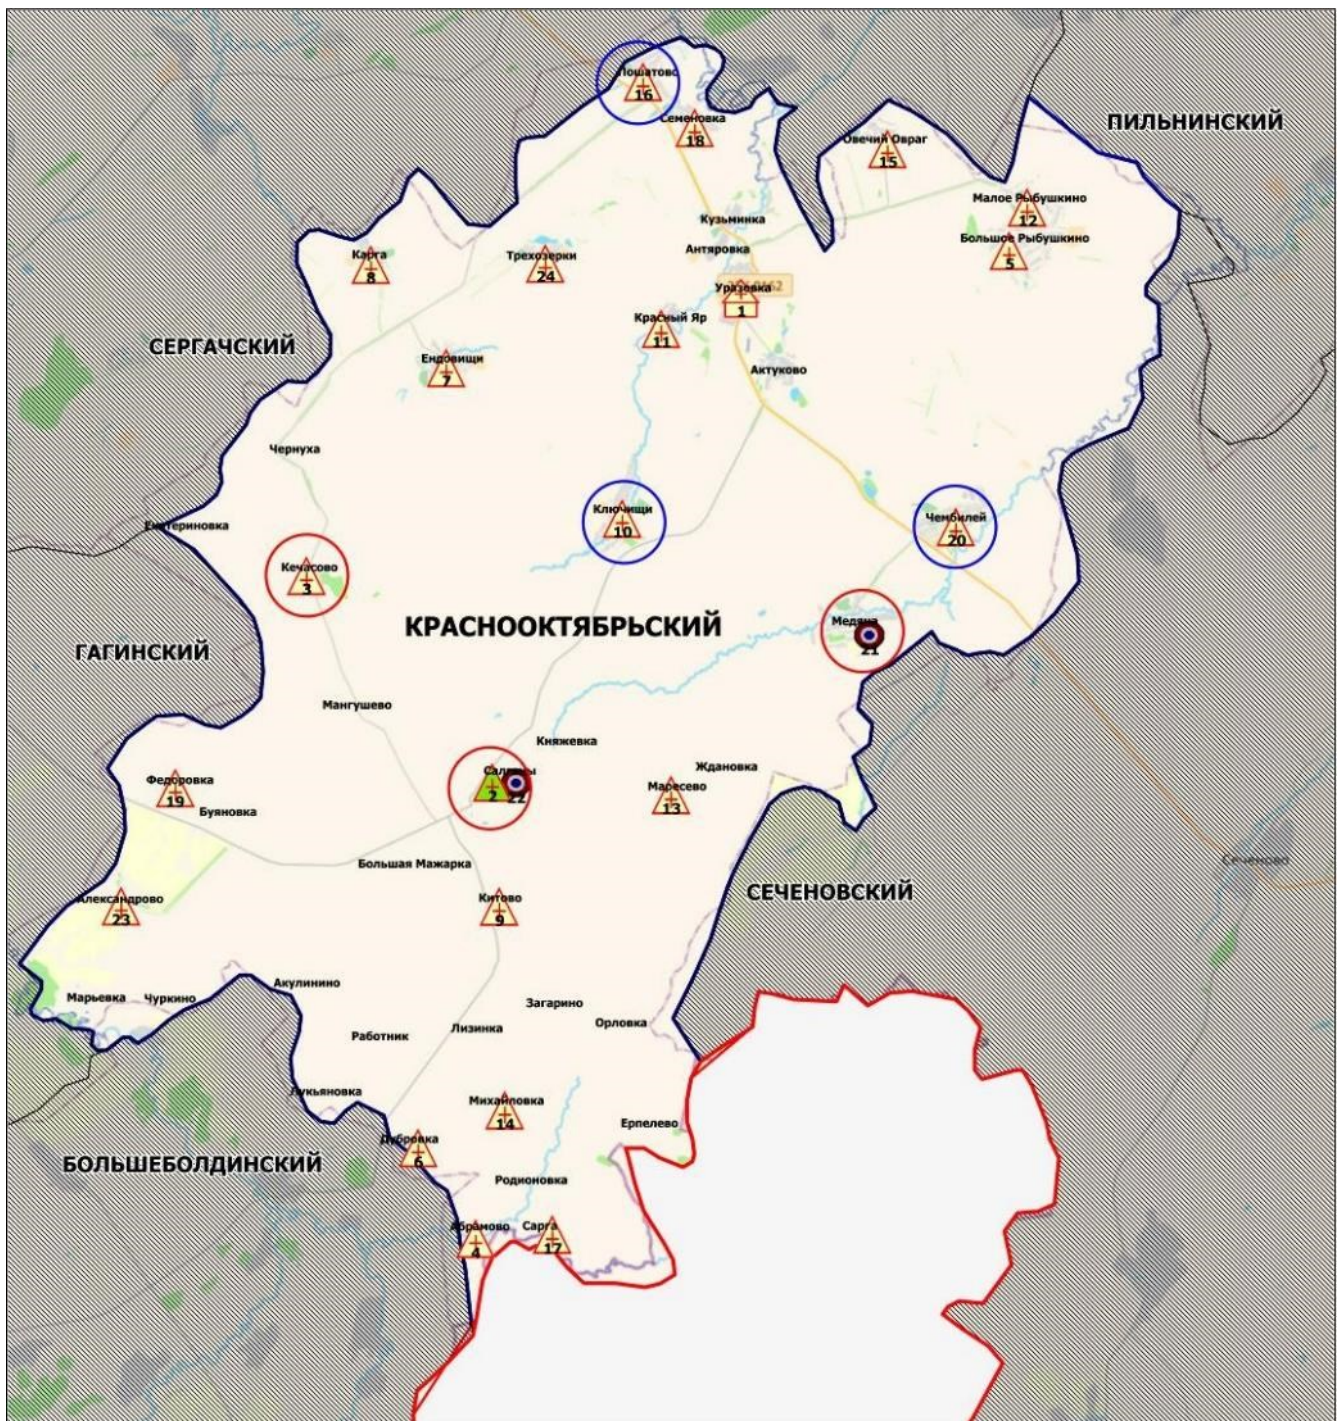 Пошатово
16
Семеновка
18
ПИЛЬНИНСКИЙ
Овечий Овраг
15
Малое Рыбушкино
12
Кузьминка
Большое Рыбушкино
5
Антяровка
Карга
8
Трехозерки
24
Уразовка
1
Красный Яр
11
СЕРГАЧСКИЙ
Ендовищи
7
Актуково
Чернуха
Ключищи
10
Чембилей
20
Екатериновка
Кечасово
3
КРАСНООКТЯБРЬСКИЙ
Медяна
21
ГАГИНСКИЙ
Мангушево
Княжевка
Ждановка
Салганы
2
22
Федоровка
19
Маресево
13
Буяновка
Сеченово
Большая Мажарка
СЕЧЕНОВСКИЙ
Александрово
23
Китово
9
Акулинино
Марьевка
Чуркино
Загарино
Орловка
Лизинка
Работник
Лукьяновка
Михайловка
14
Ерпелево
Дубровка
6
БОЛЬШЕБОЛДИНСКИЙ
Родионовка
Абрамово
4
Сарга
17